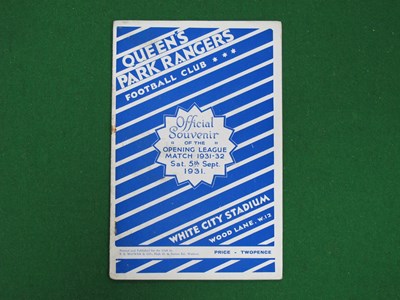 QUEEN'S
PARK RANGERS
FOOTBALL CLUB ***
Official
Souvenir
OF THE
OPENING LEAGUE
MATCH 1931-32
Sat. 5th Sept.
1931.
WHITE CITY STADIUM
WOOD LANE, W.12
PRICE - TWOPENCE